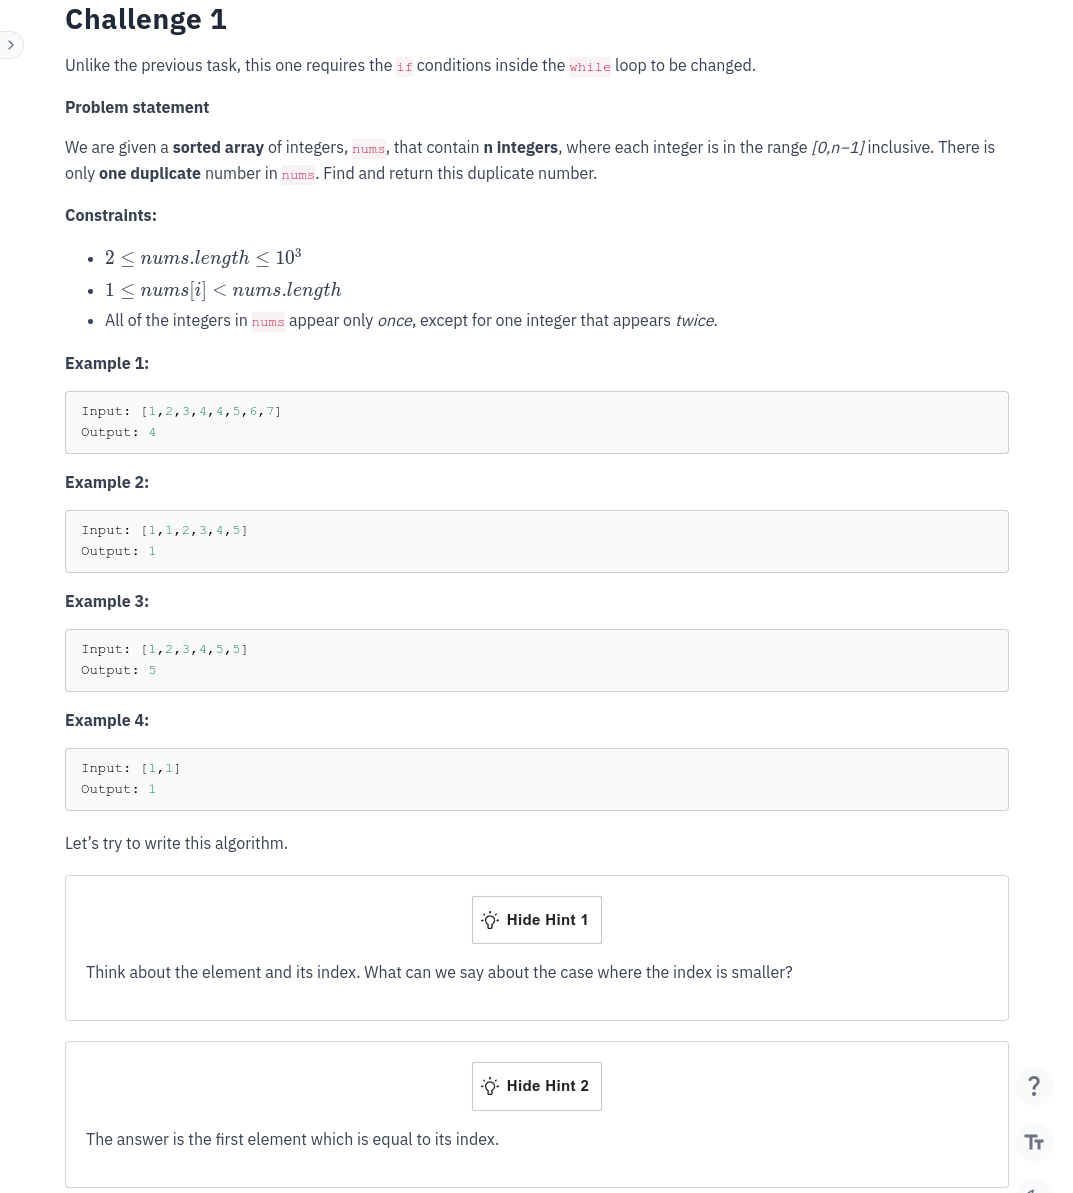 Challenge 1
Unlike the previous task, this one requires the if conditions inside the while loop to be changed.
Problem statement
We are given a sorted array of integers, nums, that contain n integers, where each integer is in the range [0,n−1] inclusive. There is
only one duplicate number in nums. Find and return this duplicate number.
Constraints:
• 2 ≤ nums.length ≤ 10³
• 1 ≤ nums[i] < nums.length
• All of the integers in nums appear only once, except for one integer that appears twice.
Example 1:
Input: [1,2,3,4,4,5,6,7]
Output: 4
Example 2:
Input: [1,1,2,3,4,5]
Output: 1
Example 3:
Input: [1,2,3,4,5,5]
Output: 5
Example 4:
Input: [1,1]
Output: 1
Let's try to write this algorithm.
Hide Hint 1
Think about the element and its index. What can we say about the case where the index is smaller?
Hide Hint 2
?
The answer is the first element which is equal to its index.
TT